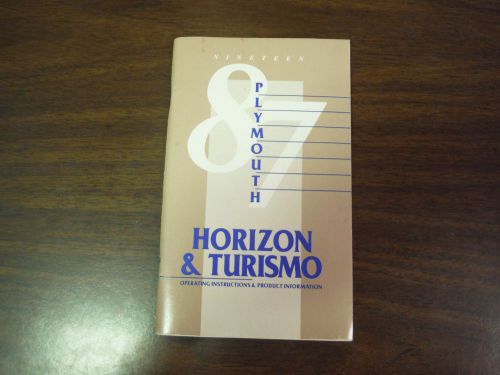 NINETEEN
87
PLYMOUTH
HORIZON
& TURISMO
OPERATING INSTRUCTIONS & PRODUCT INFORMATION